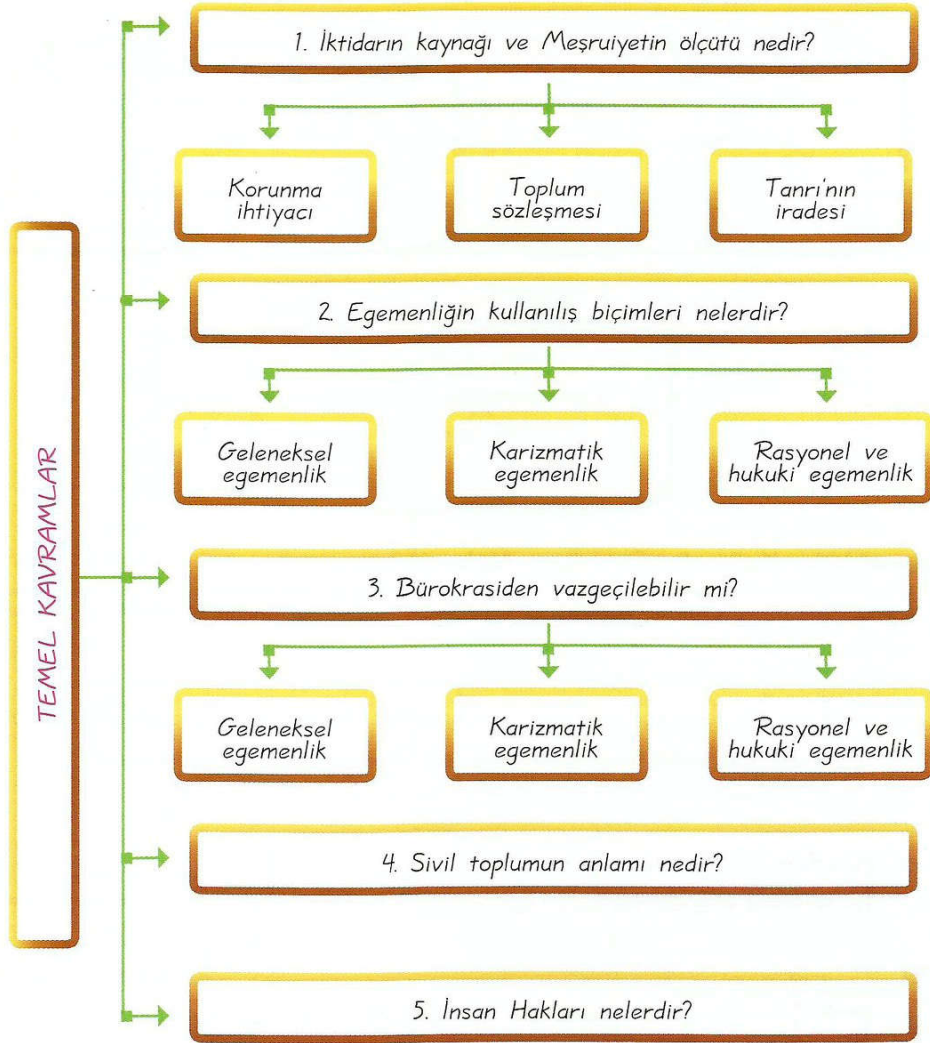 1. İktidarın kaynağı ve Meşruiyetin ölçütü nedir?
Korunma
ihtiyacı
Toplum
sözleşmesi
Tanrı'nın
iradesi
2. Egemenliğin kullanılış biçimleri nelerdir?
Geleneksel
egemenlik
Karizmatik
egemenlik
Rasyonel ve
hukuki egemenlik
TEMEL KAVRAMLAR
3. Bürokrasiden vazgeçilebilir mi?
Geleneksel
egemenlik
Karizmatik
egemenlik
Rasyonel ve
hukuki egemenlik
4. Sivil toplumun anlamı nedir?
5. İnsan Hakları nelerdir?